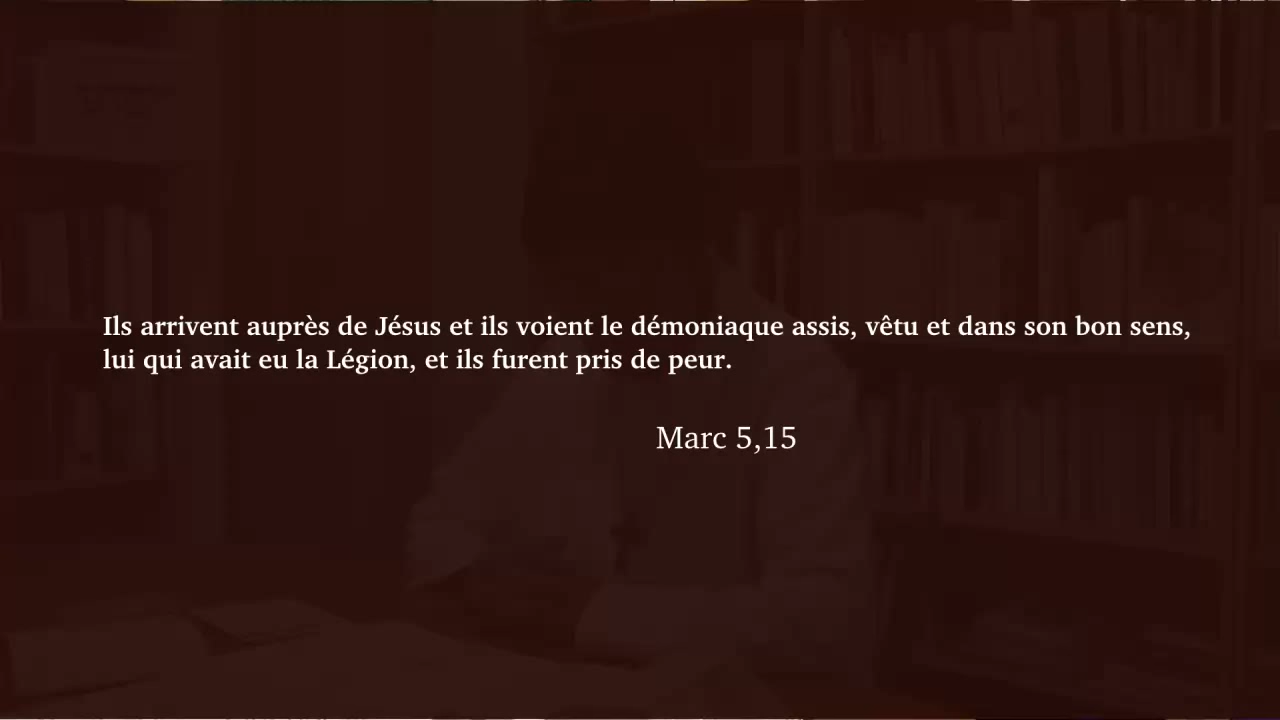 Ils arrivent auprès de Jésus et ils voient le démoniaque assis, vêtu et dans son bon sens,
lui qui avait eu la Légion, et ils furent pris de peur.
Marc 5,15